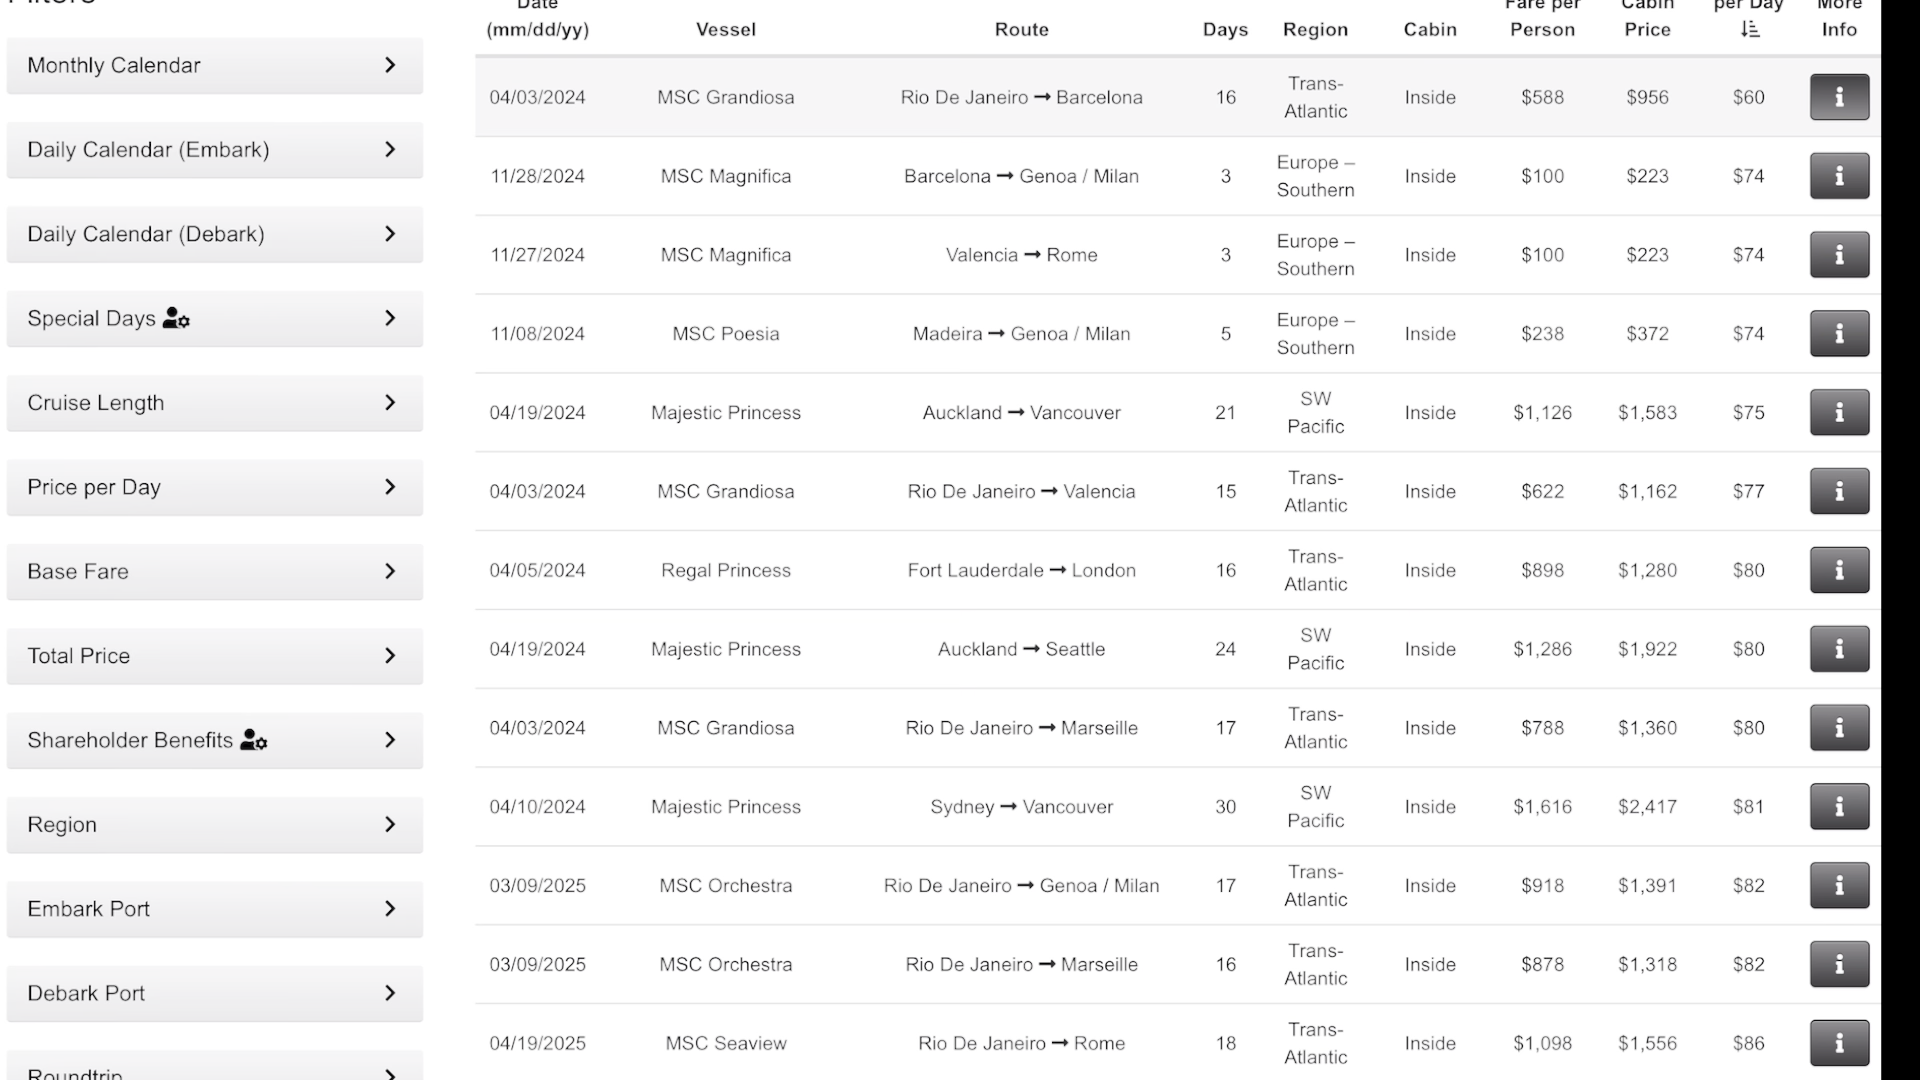 Filters
Monthly Calendar
Daily Calendar (Embark)
Daily Calendar (Debark)
Special Days
Cruise Length
Price per Day
Base Fare
Total Price
Shareholder Benefits
Region
Embark Port
Debark Port
Roundtrip
Date (mm/dd/yy) Vessel Route Days Region Cabin Fare per Person Cabin Price per Day More Info
04/03/2024 MSC Grandiosa Rio De Janeiro ➞ Barcelona 16 Trans-Atlantic Inside $588 $956 $60
11/28/2024 MSC Magnifica Barcelona ➞ Genoa / Milan 3 Europe – Southern Inside $100 $223 $74
11/27/2024 MSC Magnifica Valencia ➞ Rome 3 Europe – Southern Inside $100 $223 $74
11/08/2024 MSC Poesia Madeira ➞ Genoa / Milan 5 Europe – Southern Inside $238 $372 $74
04/19/2024 Majestic Princess Auckland ➞ Vancouver 21 SW Pacific Inside $1,126 $1,583 $75
04/03/2024 MSC Grandiosa Rio De Janeiro ➞ Valencia 15 Trans-Atlantic Inside $622 $1,162 $77
04/05/2024 Regal Princess Fort Lauderdale ➞ London 16 Trans-Atlantic Inside $898 $1,280 $80
04/19/2024 Majestic Princess Auckland ➞ Seattle 24 SW Pacific Inside $1,286 $1,922 $80
04/03/2024 MSC Grandiosa Rio De Janeiro ➞ Marseille 17 Trans-Atlantic Inside $788 $1,360 $80
04/10/2024 Majestic Princess Sydney ➞ Vancouver 30 SW Pacific Inside $1,616 $2,417 $81
03/09/2025 MSC Orchestra Rio De Janeiro ➞ Genoa / Milan 17 Trans-Atlantic Inside $918 $1,391 $82
03/09/2025 MSC Orchestra Rio De Janeiro ➞ Marseille 16 Trans-Atlantic Inside $878 $1,318 $82
04/19/2025 MSC Seaview Rio De Janeiro ➞ Rome 18 Trans-Atlantic Inside $1,098 $1,556 $86